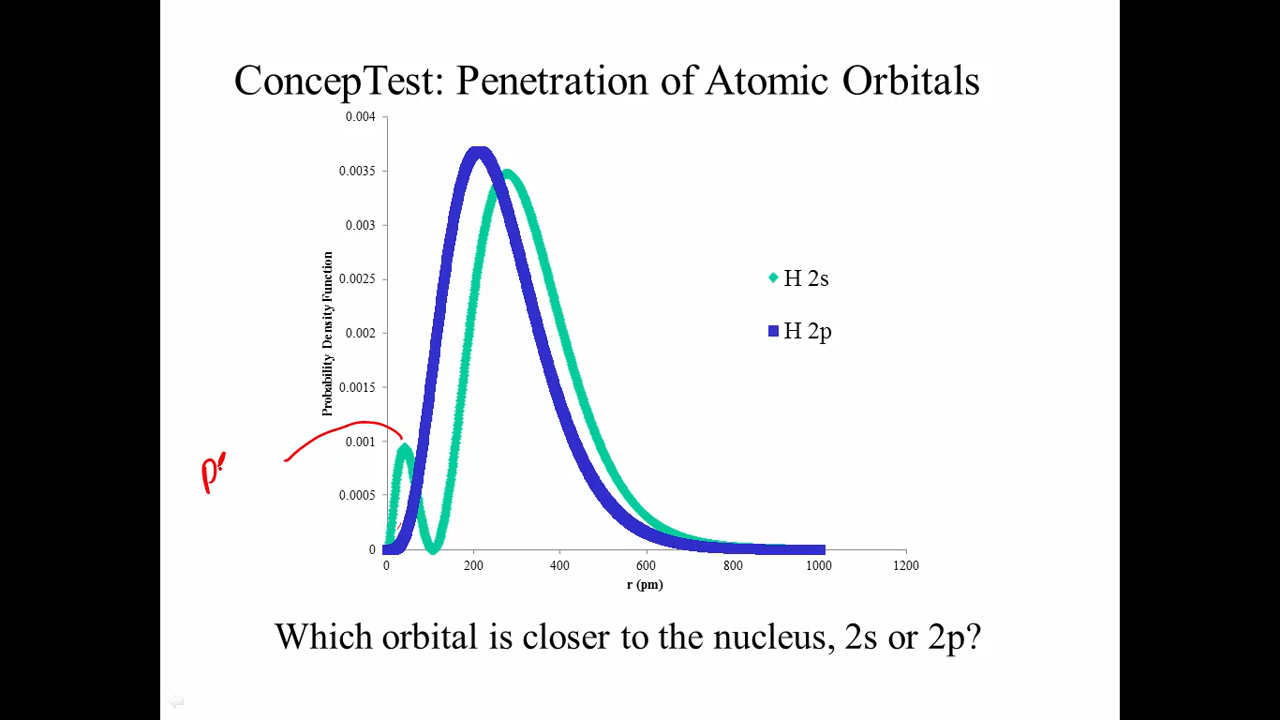 ConcepTest: Penetration of Atomic Orbitals
0.004
0.0035
0.003
0.0025
0.002
0.0015
0.001
0.0005
0
Probability Density Function
0
200
400
600
800
1000
1200
r (pm)
H 2s
H 2p
Which orbital is closer to the nucleus, 2s or 2p?